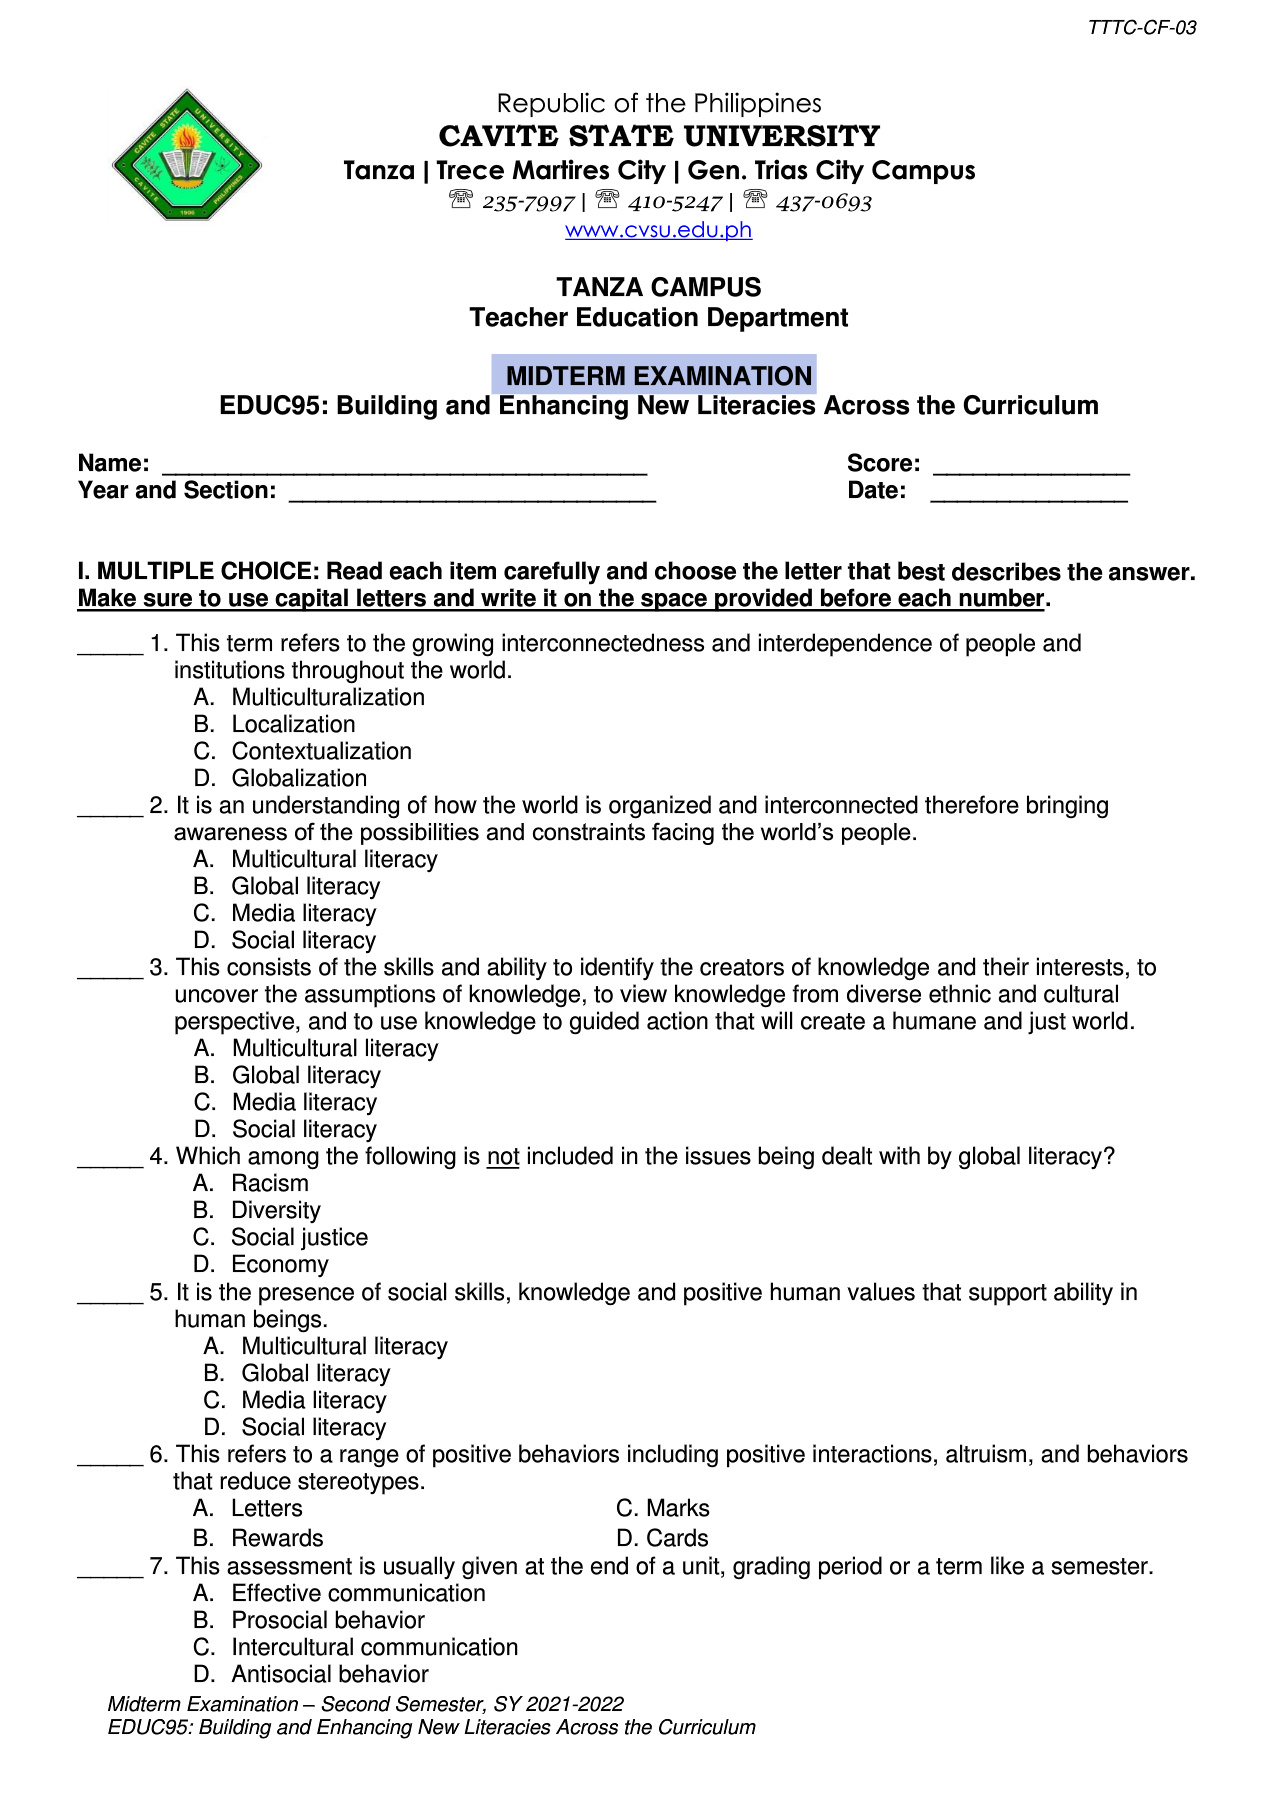 TTTC-CF-03
Republic of the Philippines
CAVITE STATE UNIVERSITY
Tanza | Trece Martires City | Gen. Trias City Campus
☏ 235-7997 | ☏ 410-5247 | ☏ 437-0693
www.cvsu.edu.ph
CAVITE STATE UNIVERSITY
CAVITE PHILIPPINES
1906
TANZA CAMPUS
Teacher Education Department
MIDTERM EXAMINATION
EDUC95: Building and Enhancing New Literacies Across the Curriculum
Name: _____________________________________ Score: _______________
Year and Section: ____________________________ Date: _______________
I. MULTIPLE CHOICE: Read each item carefully and choose the letter that best describes the answer.
Make sure to use capital letters and write it on the space provided before each number.
_____ 1. This term refers to the growing interconnectedness and interdependence of people and
institutions throughout the world.
A. Multiculturalization
B. Localization
C. Contextualization
D. Globalization
_____ 2. It is an understanding of how the world is organized and interconnected therefore bringing
awareness of the possibilities and constraints facing the world’s people.
A. Multicultural literacy
B. Global literacy
C. Media literacy
D. Social literacy
_____ 3. This consists of the skills and ability to identify the creators of knowledge and their interests, to
uncover the assumptions of knowledge, to view knowledge from diverse ethnic and cultural
perspective, and to use knowledge to guided action that will create a humane and just world.
A. Multicultural literacy
B. Global literacy
C. Media literacy
D. Social literacy
_____ 4. Which among the following is not included in the issues being dealt with by global literacy?
A. Racism
B. Diversity
C. Social justice
D. Economy
_____ 5. It is the presence of social skills, knowledge and positive human values that support ability in
human beings.
A. Multicultural literacy
B. Global literacy
C. Media literacy
D. Social literacy
_____ 6. This refers to a range of positive behaviors including positive interactions, altruism, and behaviors
that reduce stereotypes.
A. Letters C. Marks
B. Rewards D. Cards
_____ 7. This assessment is usually given at the end of a unit, grading period or a term like a semester.
A. Effective communication
B. Prosocial behavior
C. Intercultural communication
D. Antisocial behavior
Midterm Examination – Second Semester, SY 2021-2022
EDUC95: Building and Enhancing New Literacies Across the Curriculum